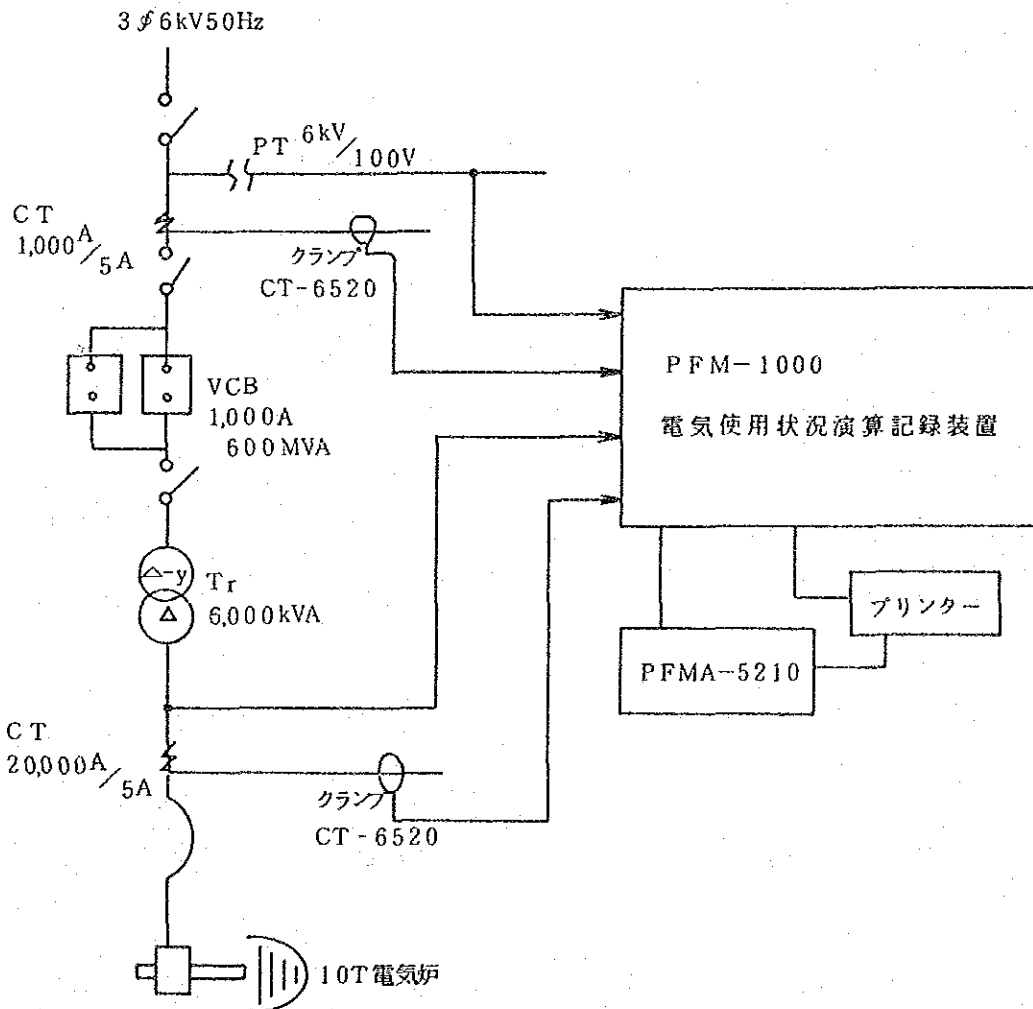 3∮6kV50Hz
PT 6kV/100V
CT
1,000A/5A
クランプ
CT-6520
PFM-1000
電気使用状況演算記録装置
VCB
1,000A
600MVA
△-y
△
Tr
6,000kVA
プリンター
PFMA-5210
CT
20,000A/5A
クランプ
CT-6520
10T電気炉